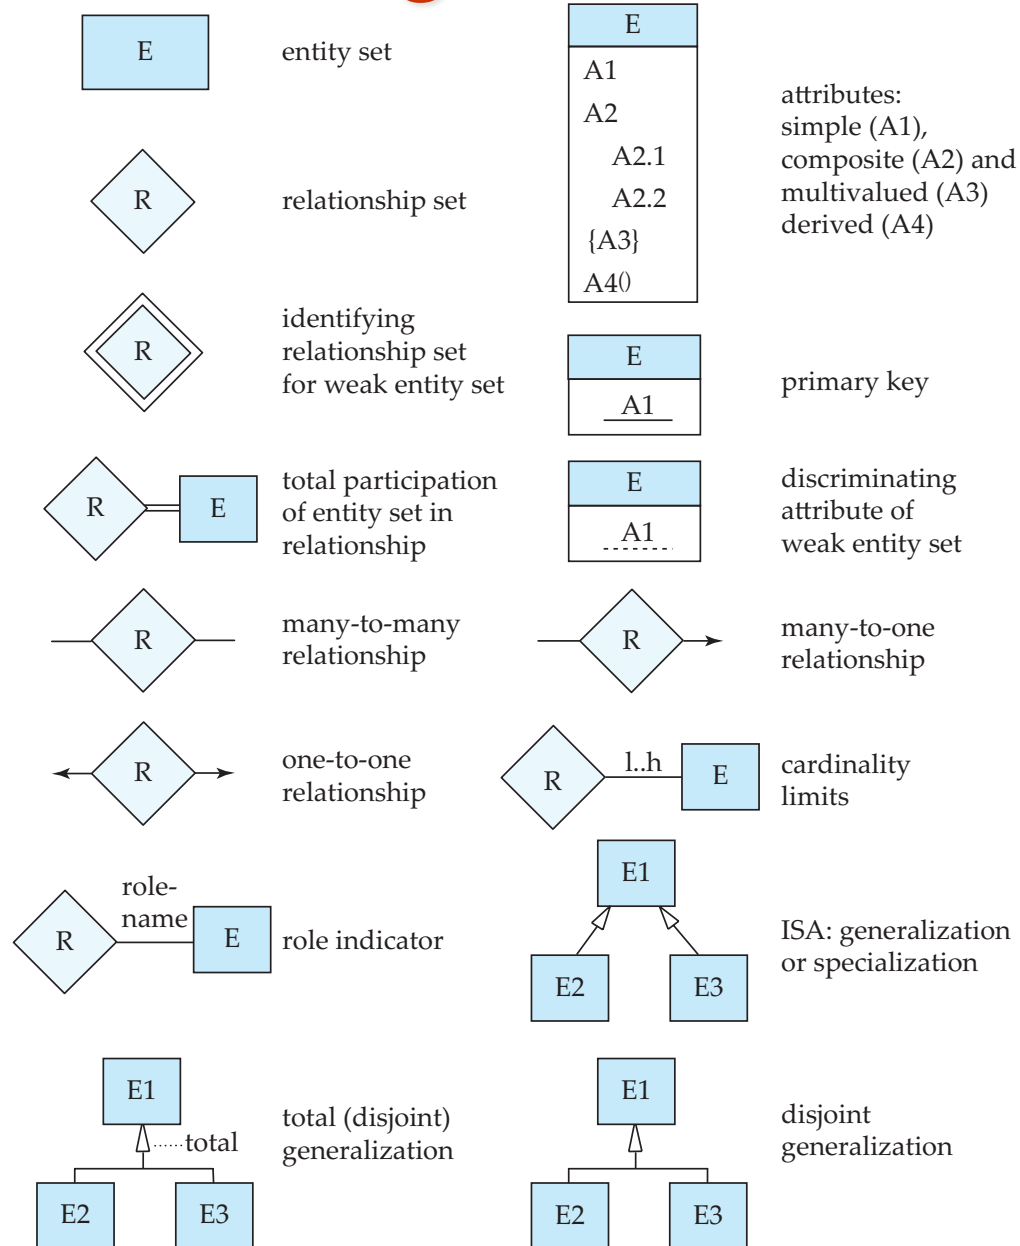 E
entity set
E
A1
A2
A2.1
A2.2
{A3}
A4()
attributes:
simple (A1),
composite (A2) and
multivalued (A3)
derived (A4)
R
relationship set
R
identifying
relationship set
for weak entity set
E
A1
primary key
R
E
total participation
of entity set in
relationship
E
A1
discriminating
attribute of
weak entity set
R
many-to-many
relationship
R
many-to-one
relationship
R
one-to-one
relationship
R
l..h
E
cardinality
limits
R
role-
name
E
role indicator
E1
E2
E3
ISA: generalization
or specialization
E1
total
E2
E3
total (disjoint)
generalization
E1
E2
E3
disjoint
generalization